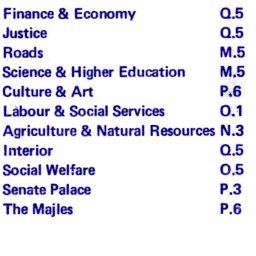 Finance & Economy Q.5
Justice Q.5
Roads M.5
Science & Higher Education M.5
Culture & Art P.6
Labour & Social Services O.1
Agriculture & Natural Resources N.3
Interior Q.5
Social Welfare O.5
Senate Palace P.3
The Majles P.6